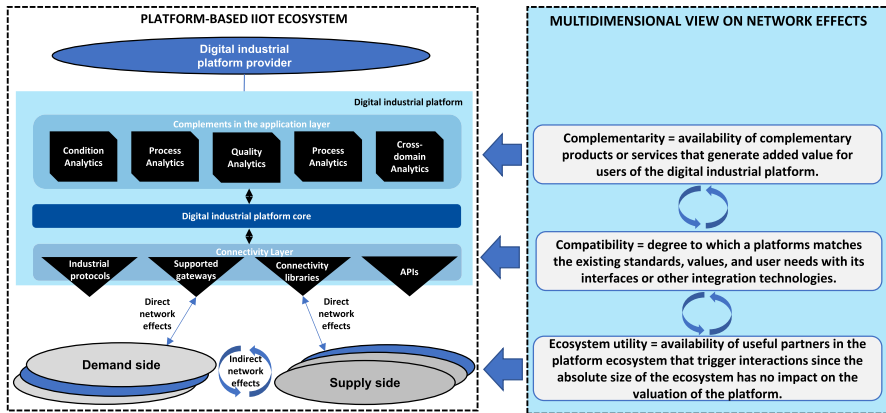 PLATFORM-BASED IIOT ECOSYSTEM
Digital industrial
platform provider
Digital industrial platform
Complements in the application layer
Condition
Analytics
Process
Analytics
Quality
Analytics
Process
Analytics
Cross-
domain
Analytics
Digital industrial platform core
Connectivity Layer
Industrial
protocols
Supported
gateways
Connectivity
libraries
APIs
Direct
network
effects
Direct
network
effects
Demand side
Indirect
network
effects
Supply side
MULTIDIMENSIONAL VIEW ON NETWORK EFFECTS
Complementarity = availability of complementary
products or services that generate added value for
users of the digital industrial platform.
Compatibility = degree to which a platforms matches
the existing standards, values, and user needs with its
interfaces or other integration technologies.
Ecosystem utility = availability of useful partners in the
platform ecosystem that trigger interactions since the
absolute size of the ecosystem has no impact on the
valuation of the platform.